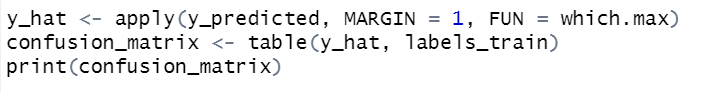 y_hat <- apply(y_predicted, MARGIN = 1, FUN = which.max)
confusion_matrix <- table(y_hat, labels_train)
print(confusion_matrix)